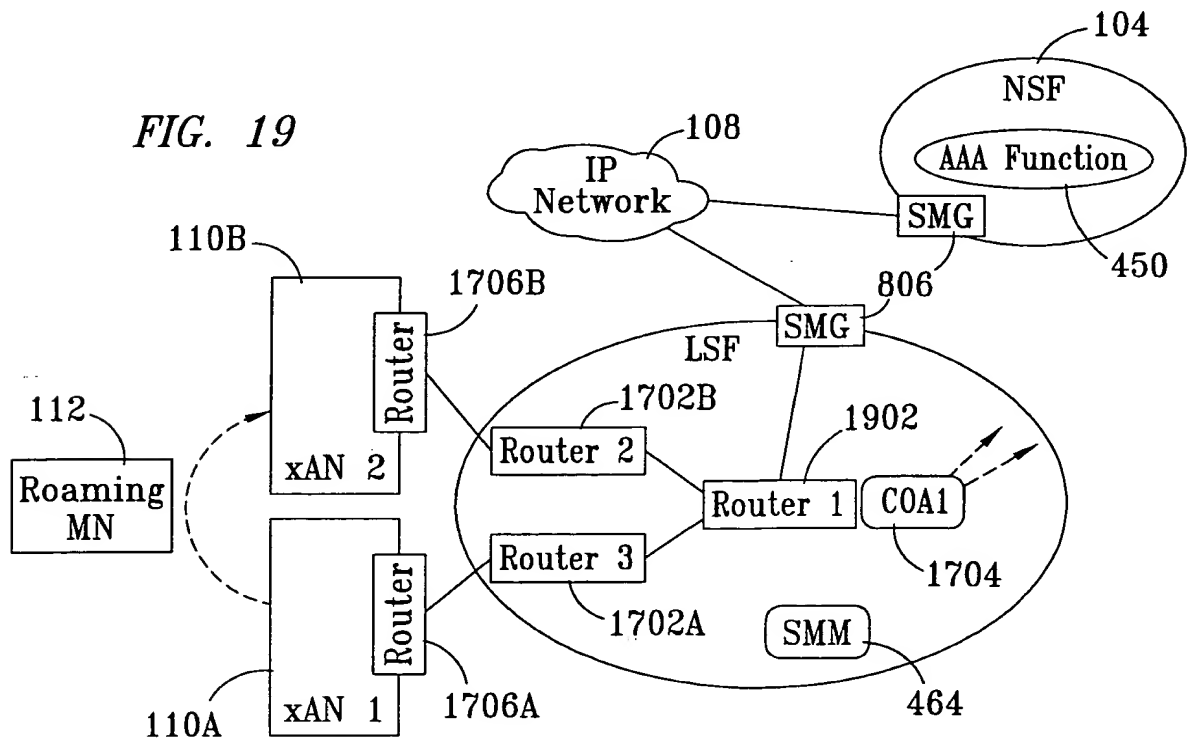 FIG. 19
104
NSF
AAA Function
SMG
450
108
IP
Network
806
110B
1706B
Router
xAN 2
SMG
LSF
112
Roaming
MN
1702B
Router 2
1902
Router 1
COA1
1704
Router 3
1702A
Router
xAN 1
110A
1706A
SMM
464